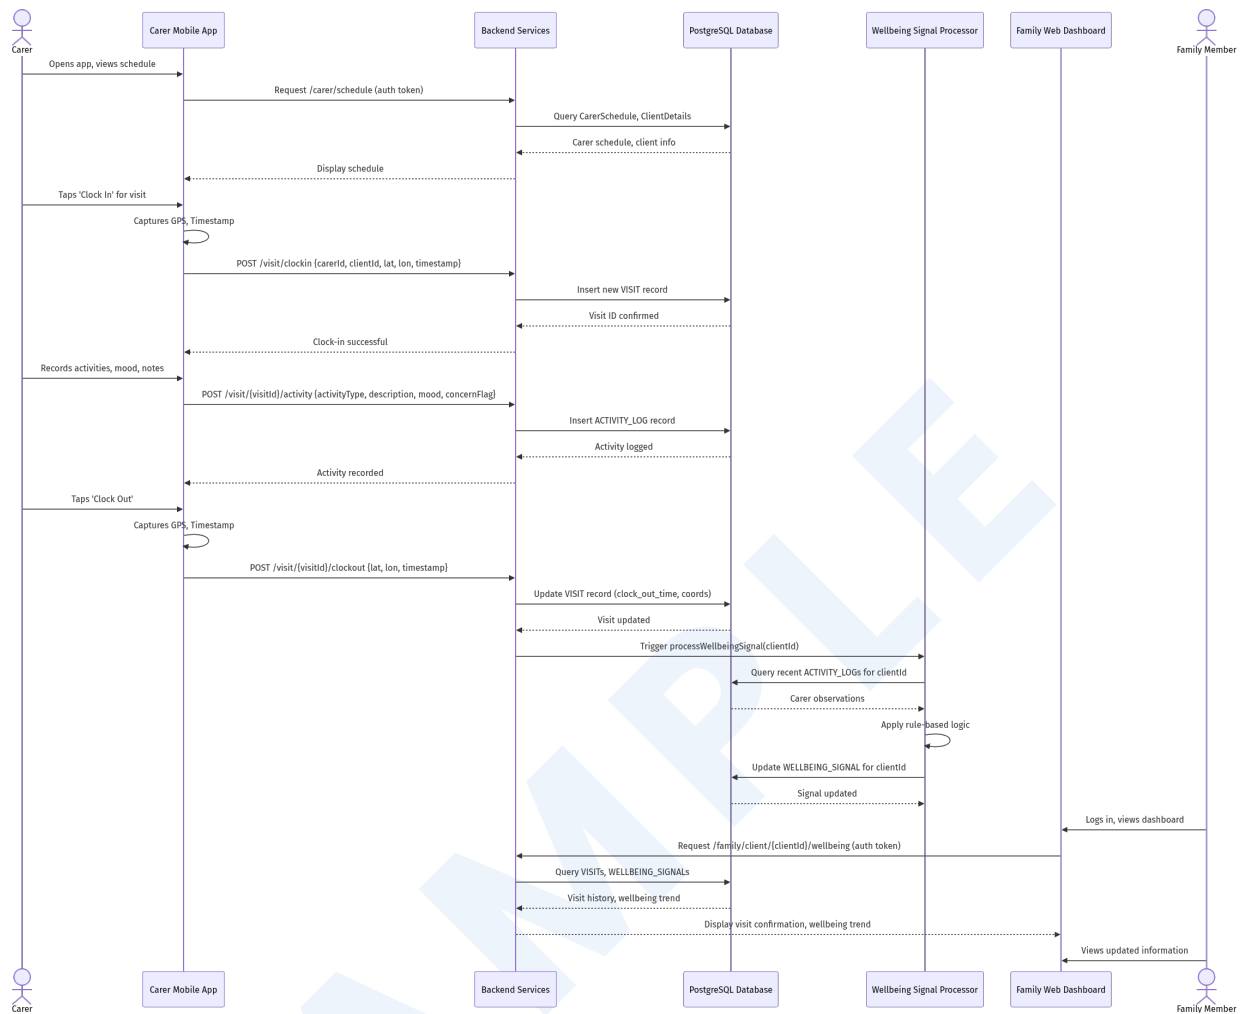 Carer Mobile App
Backend Services
PostgreSQL Database
Wellbeing Signal Processor
Family Web Dashboard
Carer
Family Member
Opens app, views schedule
Request /carer/schedule (auth token)
Query CarerSchedule, ClientDetails
Carer schedule, client info
Display schedule
Taps 'Clock In' for visit
Captures GPS, Timestamp
POST /visit/clockin {carerId, clientId, lat, lon, timestamp}
Insert new VISIT record
Visit ID confirmed
Clock-in successful
Records activities, mood, notes
POST /visit/{visitId}/activity {activityType, description, mood, concernFlag}
Insert ACTIVITY_LOG record
Activity logged
Activity recorded
Taps 'Clock Out'
Captures GPS, Timestamp
POST /visit/{visitId}/clockout {lat, lon, timestamp}
Update VISIT record (clock_out_time, coords)
Visit updated
Trigger processWellbeingSignal(clientId)
Query recent ACTIVITY_LOGs for clientId
Carer observations
Apply rule-based logic
Update WELLBEING_SIGNAL for clientId
Signal updated
Logs in, views dashboard
Request /family/client/{clientId}/wellbeing (auth token)
Query VISITs, WELLBEING_SIGNALs
Visit history, wellbeing trend
Display visit confirmation, wellbeing trend
Views updated information
Carer Mobile App
Backend Services
PostgreSQL Database
Wellbeing Signal Processor
Family Web Dashboard
Carer
Family Member
AMPLE